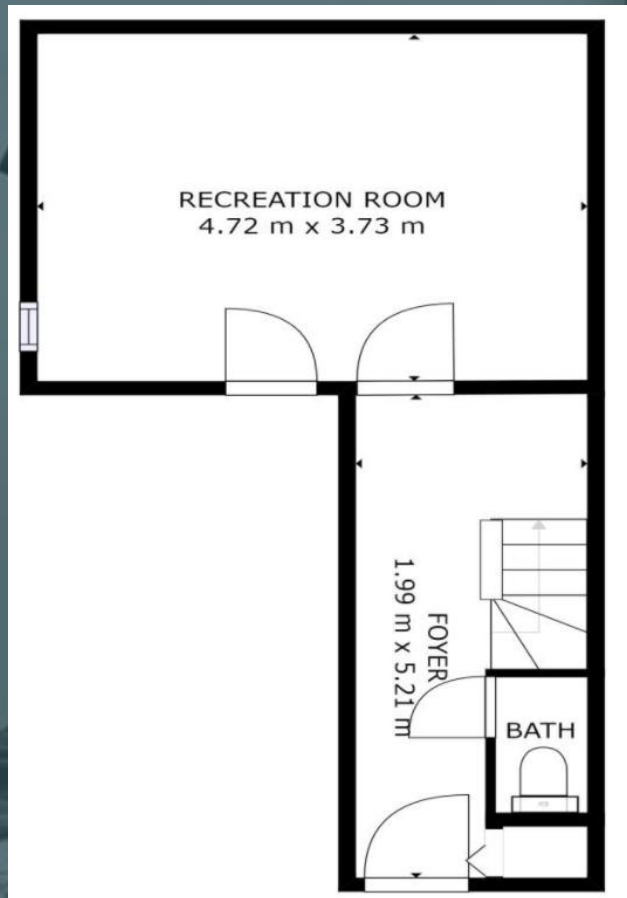 RECREATION ROOM
4.72 m x 3.73 m
FOYER
1.99 m x 5.21 m
BATH